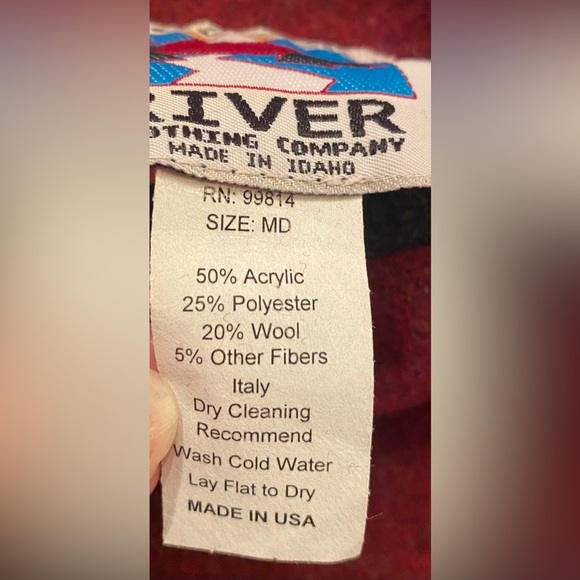 RIVER
OTHING COMPANY
MADE IN IDAHO
RN: 99814
SIZE: MD
50% Acrylic
25% Polyester
20% Wool
5% Other Fibers
Italy
Dry Cleaning
Recommend
Wash Cold Water
Lay Flat to Dry
MADE IN USA